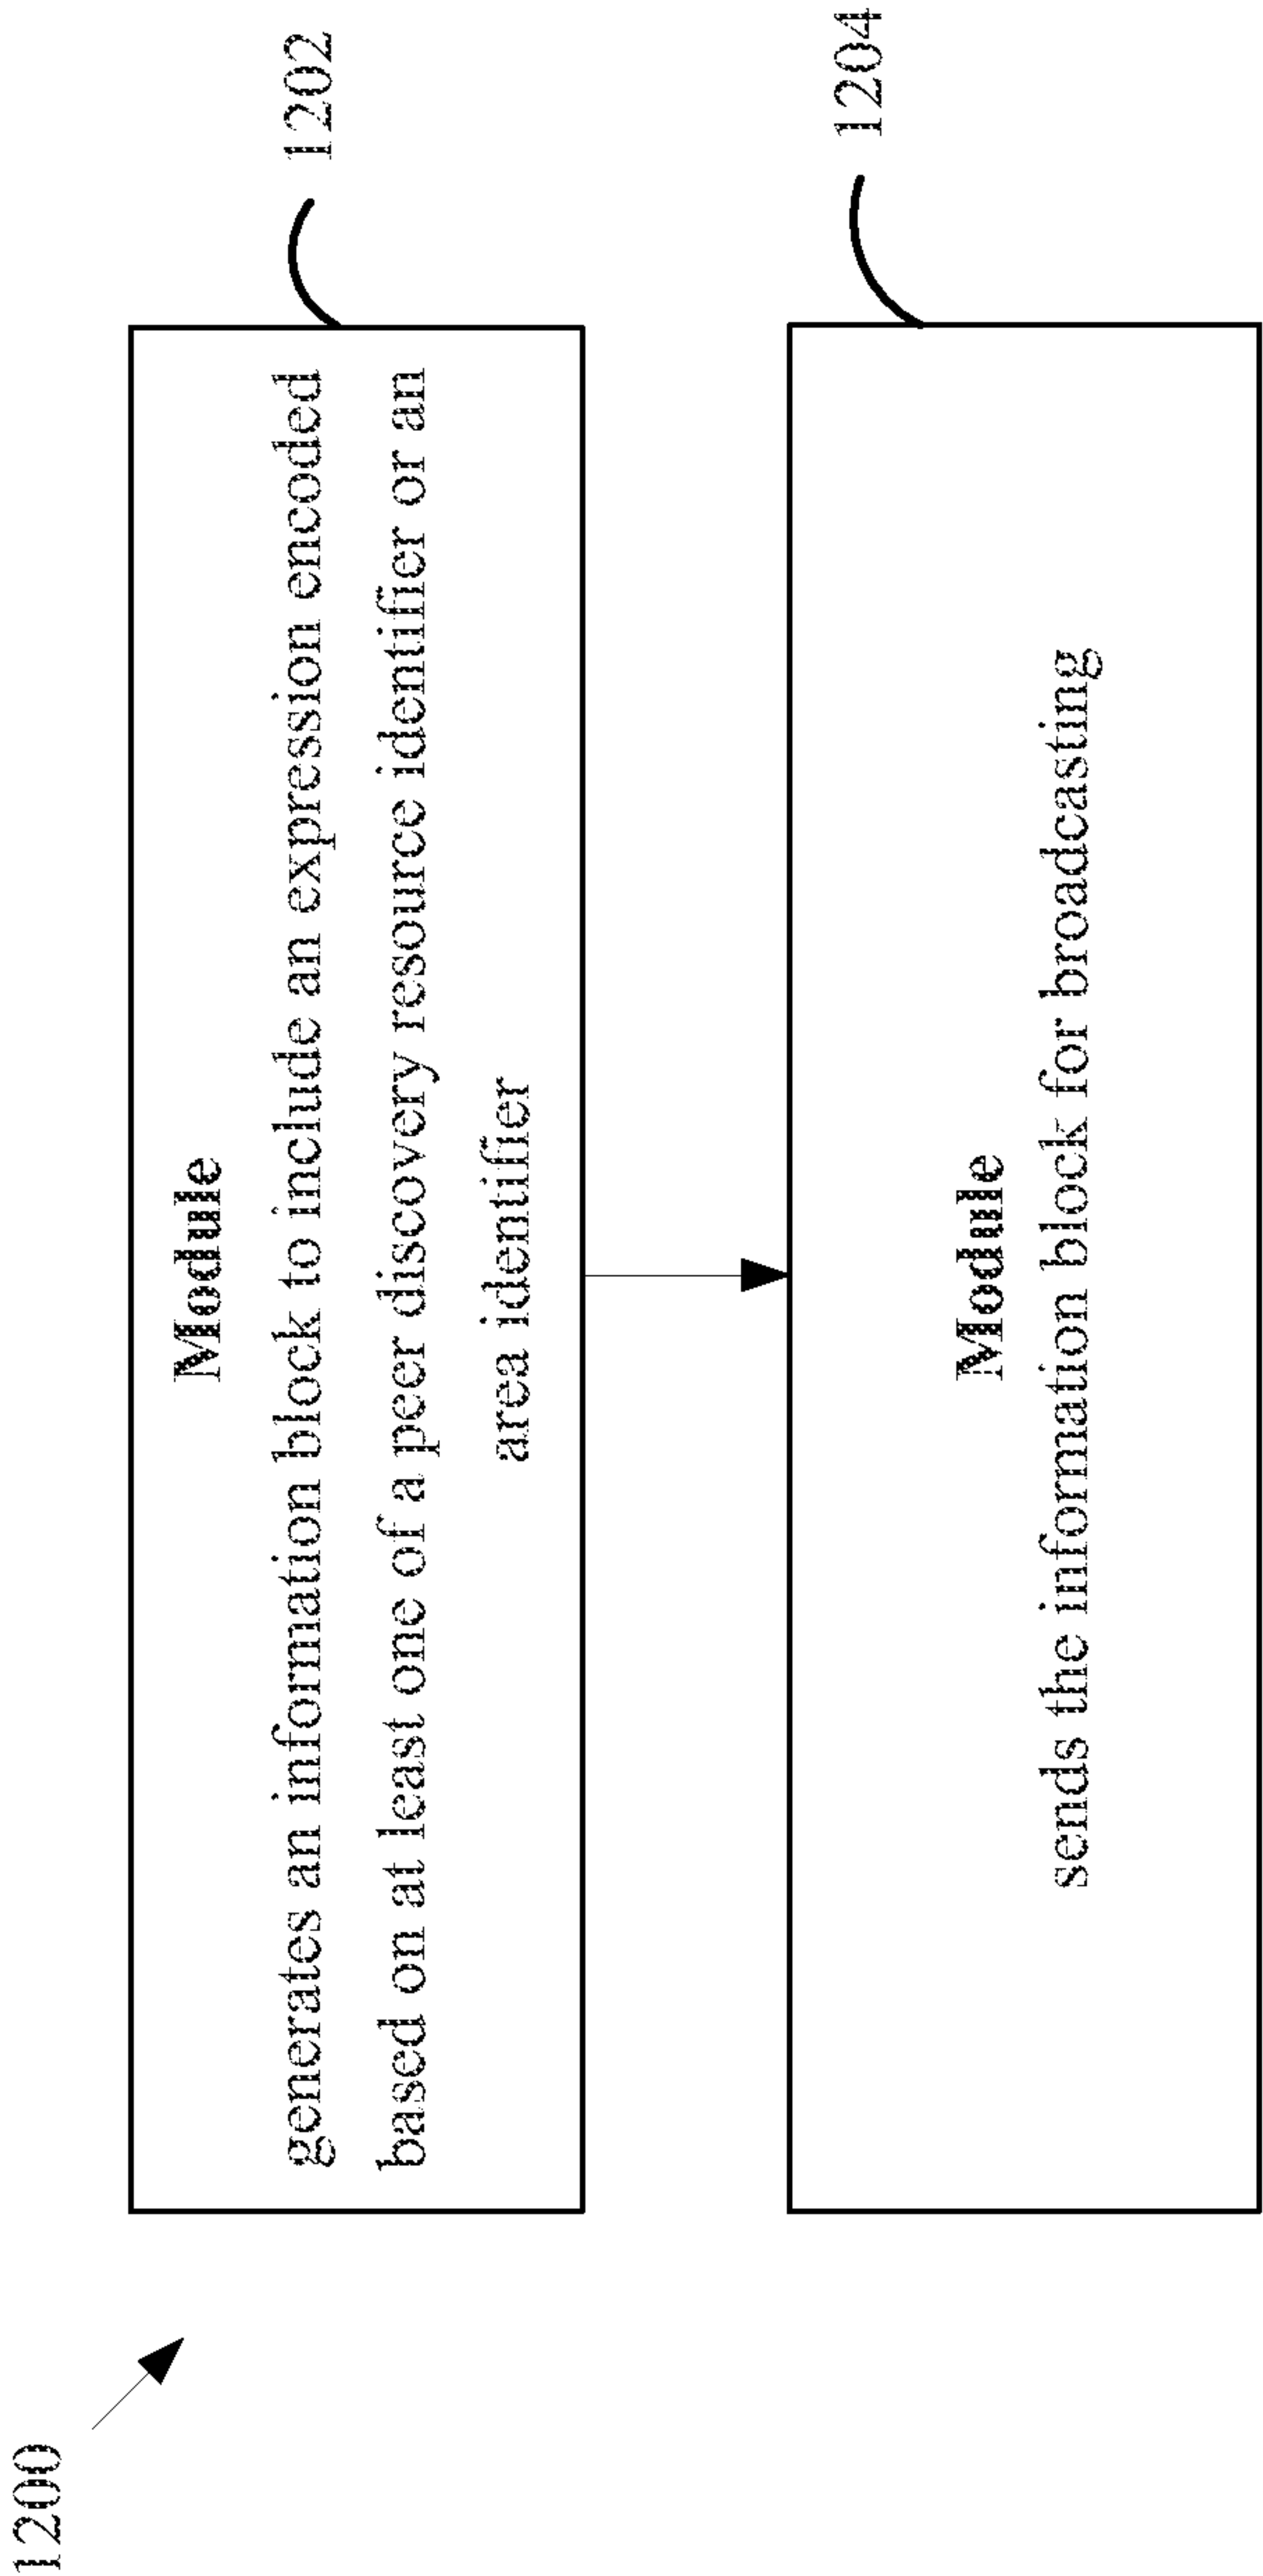 1200
Module
generates an information block to include an expression encoded
based on at least one of a peer discovery resource identifier or an
area identifier
1202
Module
sends the information block for broadcasting
1204